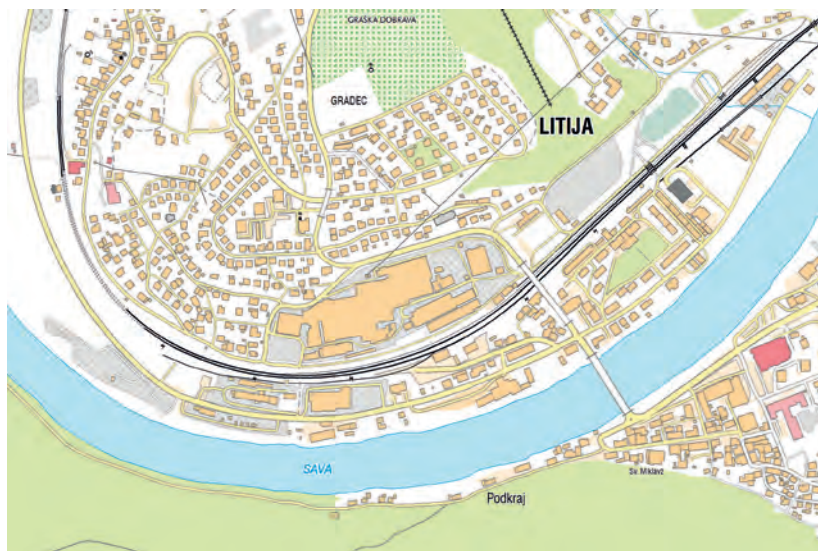 GRAŠKA DOBRAVA
GRADEC
LITIJA
SAVA
Sv. Miklavž
Podkraj